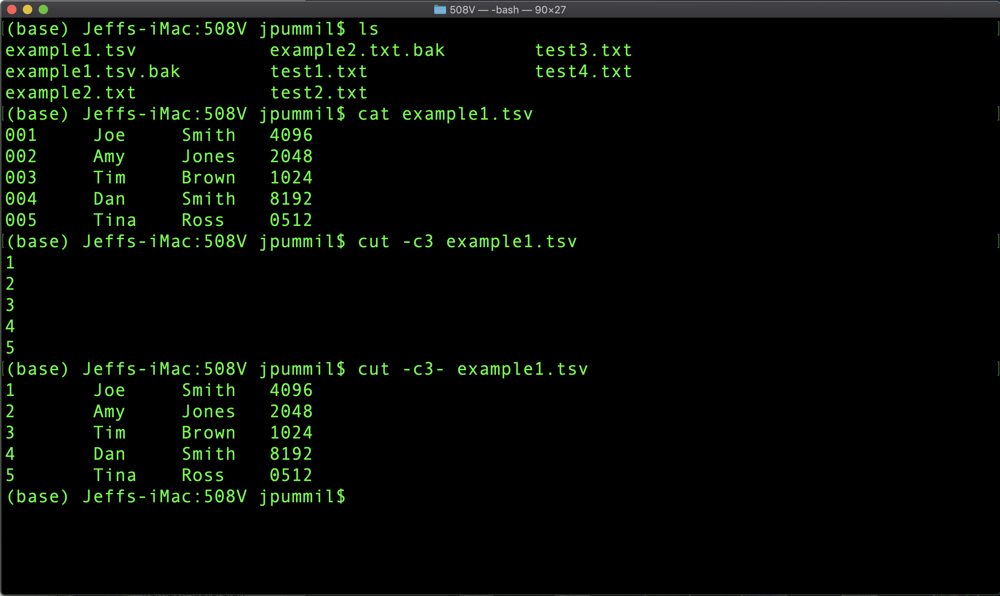 508V — -bash — 90×27
(base) Jeffs-iMac:508V jpummil$ ls
example1.tsv example2.txt.bak test3.txt
example1.tsv.bak test1.txt test4.txt
example2.txt test2.txt
(base) Jeffs-iMac:508V jpummil$ cat example1.tsv
001 Joe Smith 4096
002 Amy Jones 2048
003 Tim Brown 1024
004 Dan Smith 8192
005 Tina Ross 0512
(base) Jeffs-iMac:508V jpummil$ cut -c3 example1.tsv
1
2
3
4
5
(base) Jeffs-iMac:508V jpummil$ cut -c3- example1.tsv
1 Joe Smith 4096
2 Amy Jones 2048
3 Tim Brown 1024
4 Dan Smith 8192
5 Tina Ross 0512
(base) Jeffs-iMac:508V jpummil$